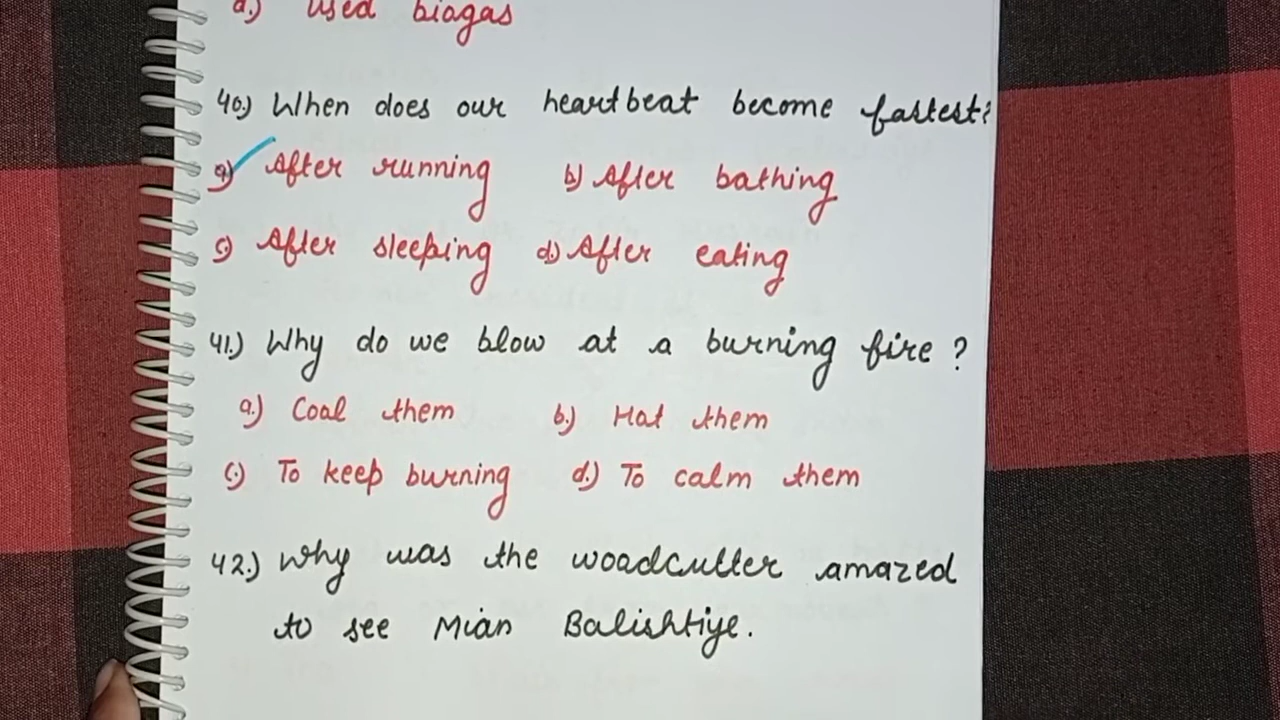 d.) Used biogas
40.) When does our heartbeat become fastest?
a) After running b) After bathing
c) After sleeping d.) After eating
41.) Why do we blow at a burning fire ?
a.) Coal them b.) Hot them
c.) To keep burning d.) To calm them
42.) Why was the woodcutter amazed
to see Mian Balishtiye.